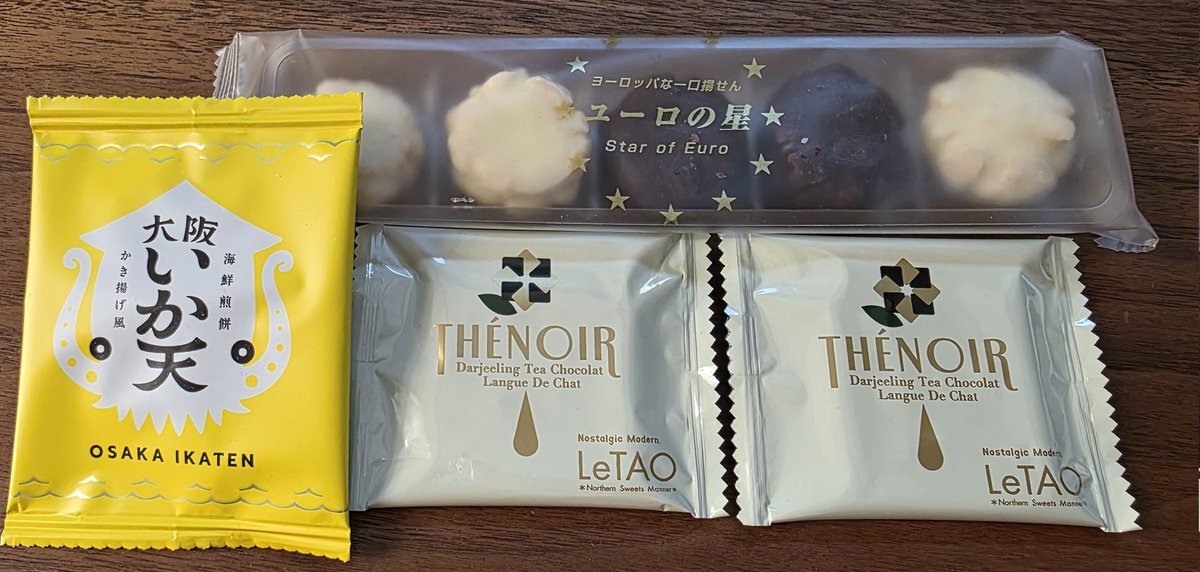 ヨーロッパな一口揚せん
ユーロの星
Star of Euro
大阪
いか天
海鮮煎餅
かき揚げ風
OSAKA IKATEN
THÉNOIR
Darjeeling Tea Chocolat
Langue De Chat
Nostalgic Modern.
LeTAO
*Northern Sweets Manner*
THÉNOIR
Darjeeling Tea Chocolat
Langue De Chat
Nostalgic Modern.
LeTAO
*Northern Sweets Manner*